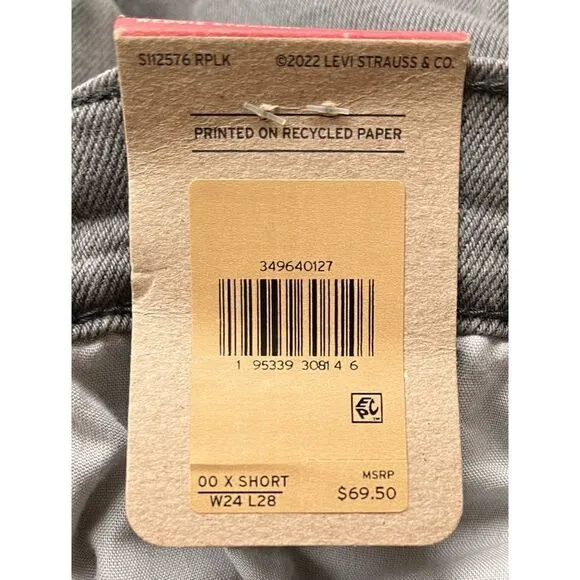 S112576 RPLK ©2022 LEVI STRAUSS & CO.
PRINTED ON RECYCLED PAPER
349640127
1 95339 30814 6
EPC™
00 X SHORT
W24 L28
MSRP
$69.50